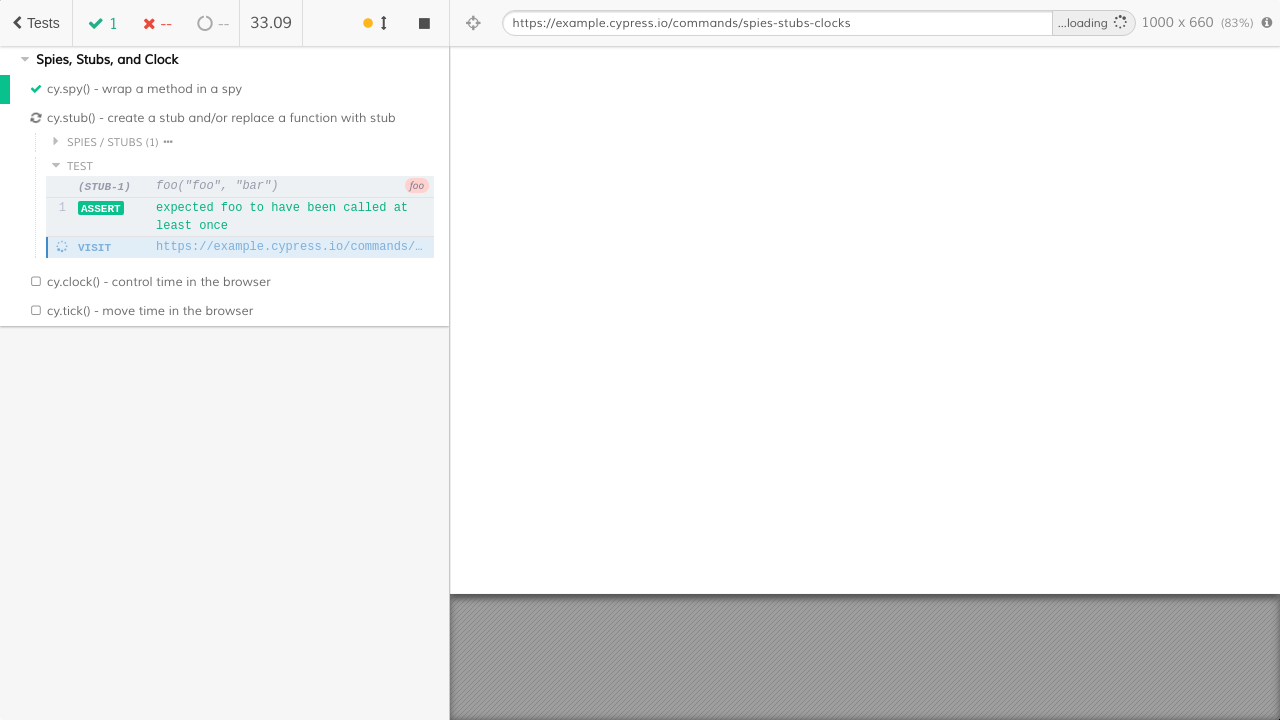 Tests 1 -- -- 33.09 https://example.cypress.io/commands/spies-stubs-clocks ...loading 1000 x 660 (83%)
Spies, Stubs, and Clock
cy.spy() - wrap a method in a spy
cy.stub() - create a stub and/or replace a function with stub
SPIES / STUBS (1)
TEST
(STUB-1) foo("foo", "bar") foo
1 ASSERT expected foo to have been called at
least once
VISIT https://example.cypress.io/commands/…
cy.clock() - control time in the browser
cy.tick() - move time in the browser